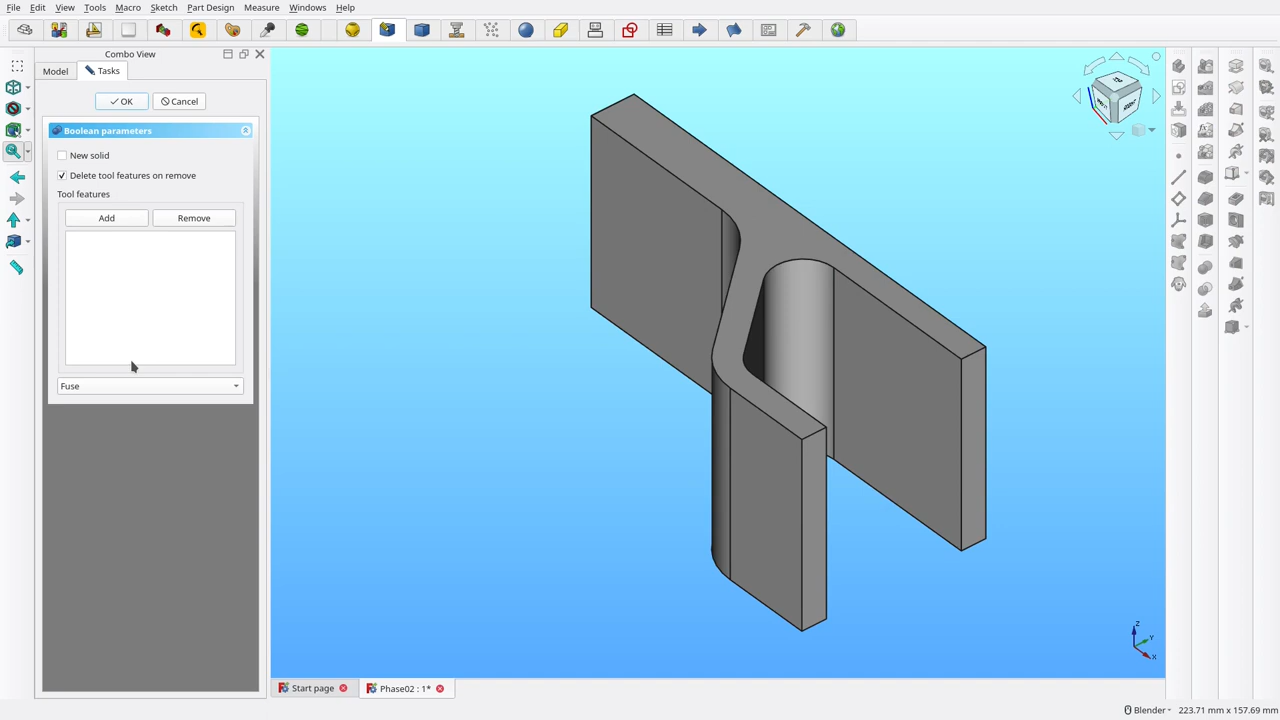 File Edit View Tools Macro Sketch Part Design Measure Windows Help
Combo View
Model Tasks
OK Cancel
Boolean parameters
New solid
Delete tool features on remove
Tool features
Add Remove
Fuse
Z
Y
X
Start page Phase02 : 1*
Blender 223.71 mm x 157.69 mm